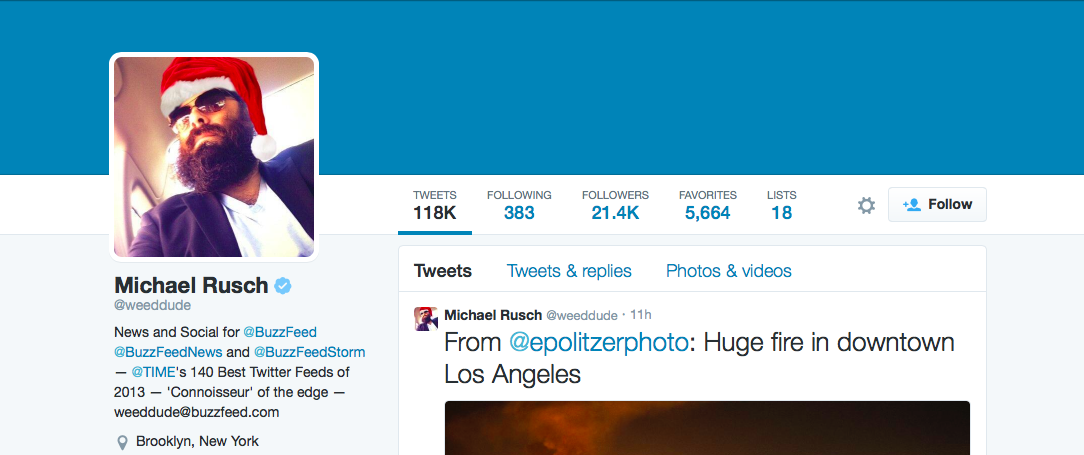 TWEETS FOLLOWING FOLLOWERS FAVORITES LISTS
118K 383 21.4K 5,664 18
Follow
Michael Rusch
@weeddude
News and Social for @BuzzFeed
@BuzzFeedNews and @BuzzFeedStorm
— @TIME's 140 Best Twitter Feeds of
2013 — 'Connoisseur' of the edge —
weeddude@buzzfeed.com
Brooklyn, New York
Tweets Tweets & replies Photos & videos
Michael Rusch @weeddude · 11h
From @epolitzerphoto: Huge fire in downtown
Los Angeles